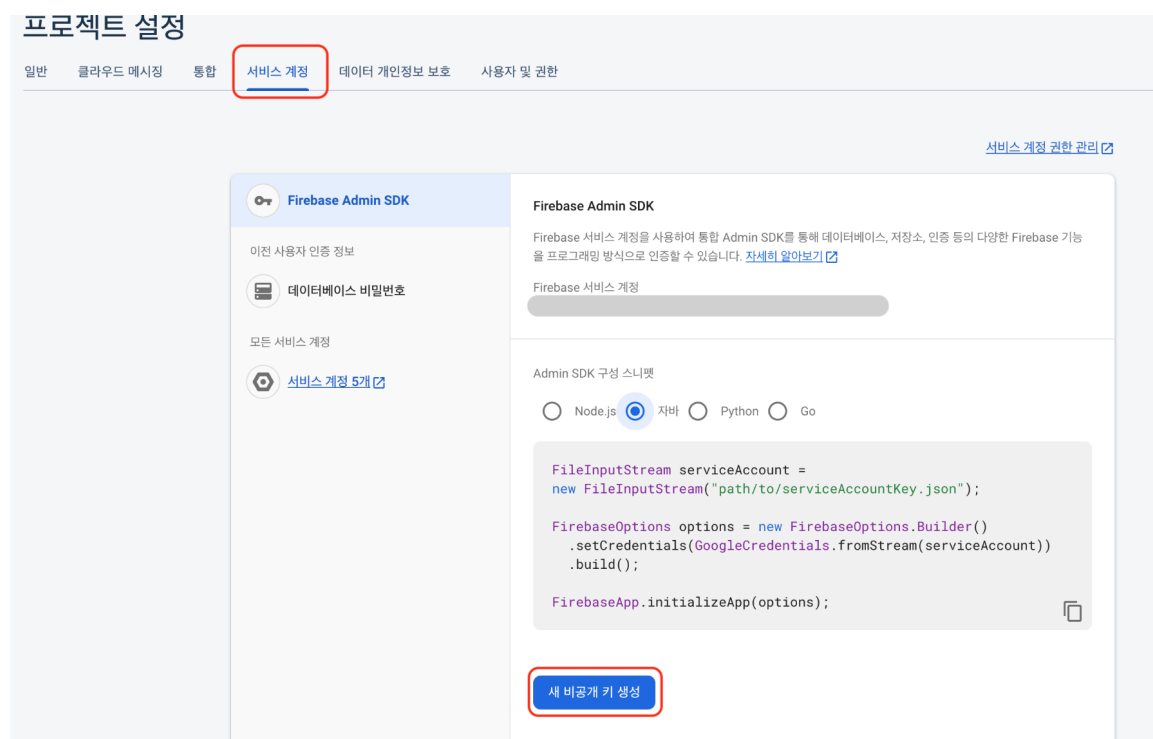 프로젝트 설정
일반 클라우드 메시징 통합 서비스 계정 데이터 개인정보 보호 사용자 및 권한
서비스 계정 권한 관리
Firebase Admin SDK
이전 사용자 인증 정보
데이터베이스 비밀번호
모든 서비스 계정
서비스 계정 5개
Firebase Admin SDK
Firebase 서비스 계정을 사용하여 통합 Admin SDK를 통해 데이터베이스, 저장소, 인증 등의 다양한 Firebase 기능
을 프로그래밍 방식으로 인증할 수 있습니다. 자세히 알아보기
Firebase 서비스 계정
Admin SDK 구성 스니펫
Node.js 자바 Python Go
FileInputStream serviceAccount =
new FileInputStream("path/to/serviceAccountKey.json");
FirebaseOptions options = new FirebaseOptions.Builder()
.setCredentials(GoogleCredentials.fromStream(serviceAccount))
.build();
FirebaseApp.initializeApp(options);
새 비공개 키 생성